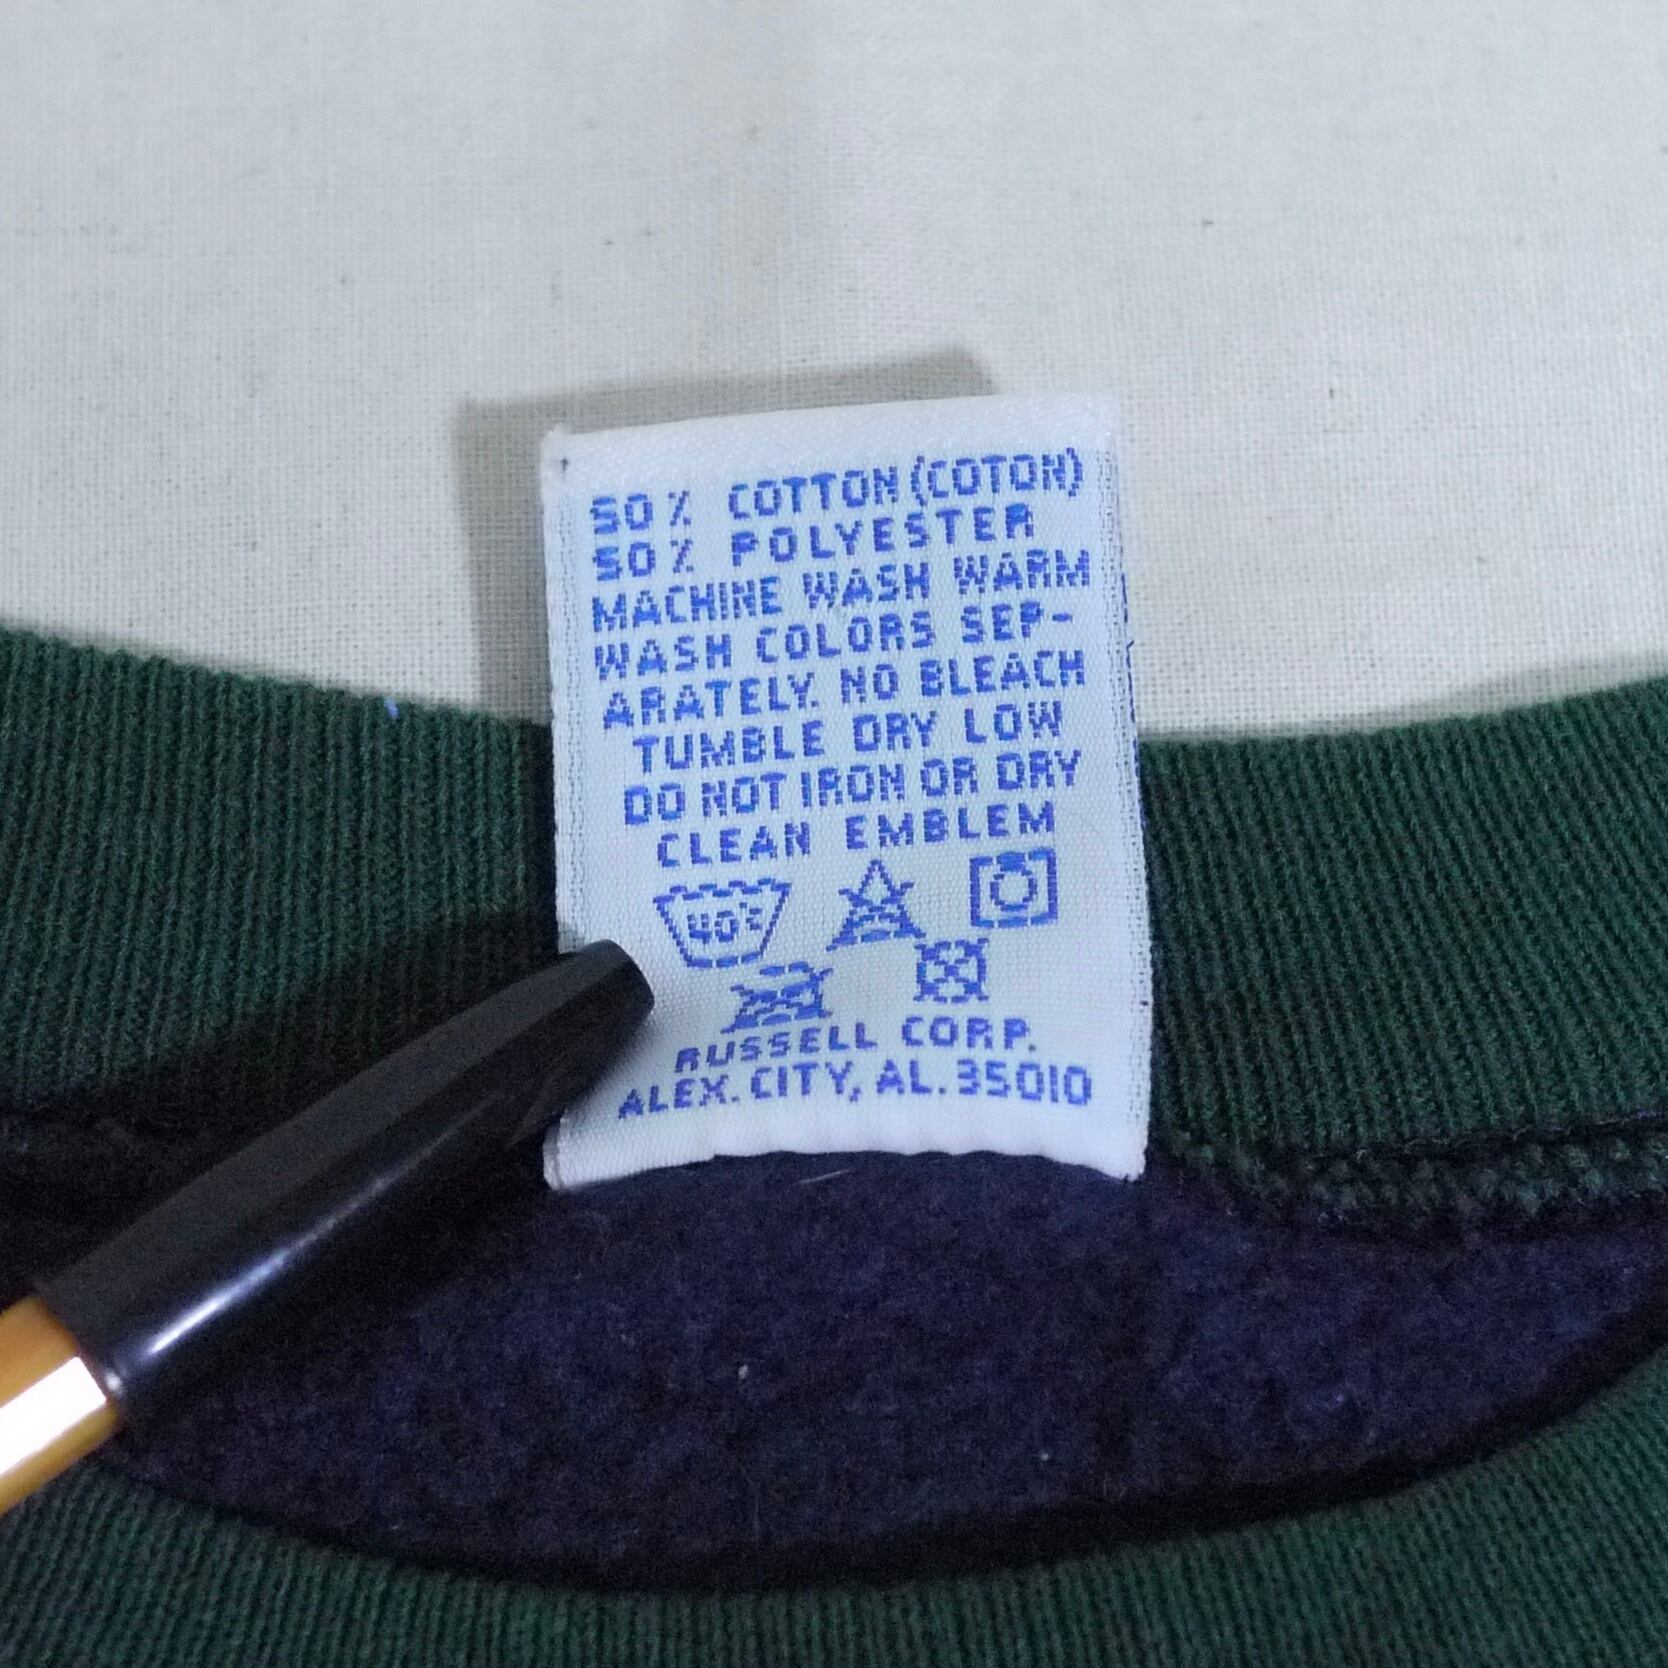 50% COTTON (COTON)
50% POLYESTER
MACHINE WASH WARM
WASH COLORS SEP-
ARATELY. NO BLEACH
TUMBLE DRY LOW
DO NOT IRON OR DRY
CLEAN EMBLEM
40°C
RUSSELL CORP.
ALEX. CITY, AL. 35010